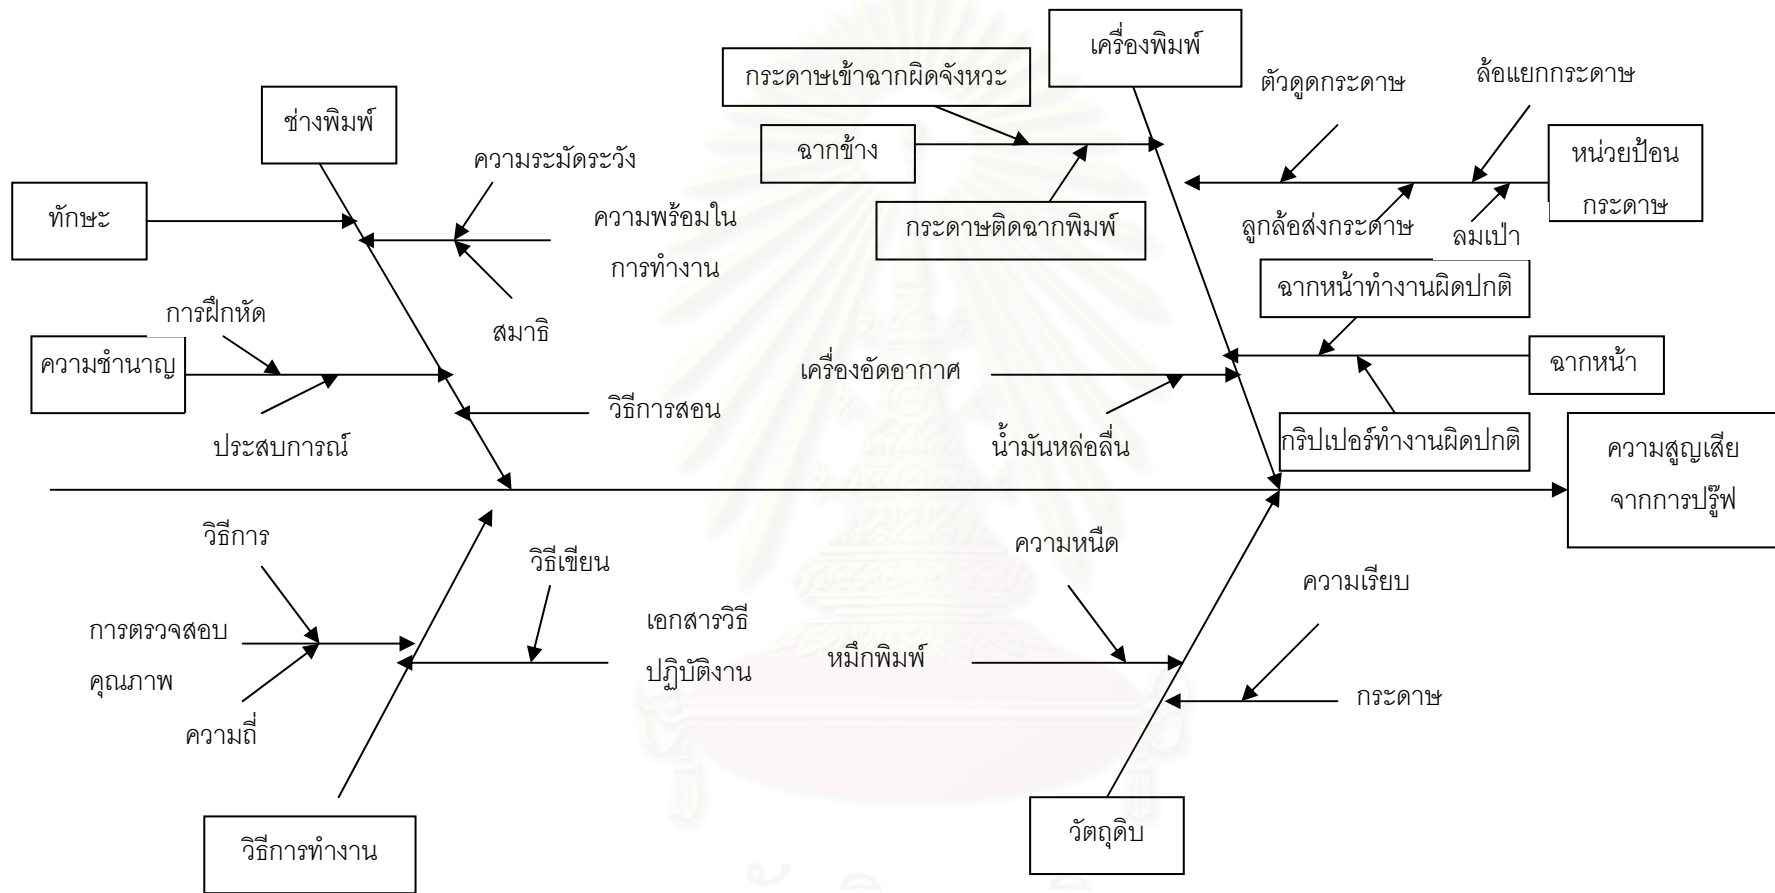 เครื่องพิมพ์
กระดาษเข้าฉากผิดจังหวะ
ล้อแยกกระดาษ
ตัวดูดกระดาษ
ช่างพิมพ์
ฉากข้าง
หน่วยป้อน
กระดาษ
ความระมัดระวัง
ทักษะ
ความพร้อมใน
การทำงาน
กระดาษติดฉากพิมพ์
ลูกล้อส่งกระดาษ
ลมเป่า
ฉากหน้าทำงานผิดปกติ
การฝึกหัด
สมาธิ
ความชำนาญ
เครื่องอัดอากาศ
ฉากหน้า
วิธีการสอน
ประสบการณ์
น้ำมันหล่อลื่น
กริปเปอร์ทำงานผิดปกติ
ความสูญเสีย
จากการปรู๊ฟ
วิธีการ
วิธีเขียน
ความหนืด
ความเรียบ
การตรวจสอบ
คุณภาพ
เอกสารวิธี
ปฏิบัติงาน
หมึกพิมพ์
กระดาษ
ความถี่
วิธีการทำงาน
วัตถุดิบ